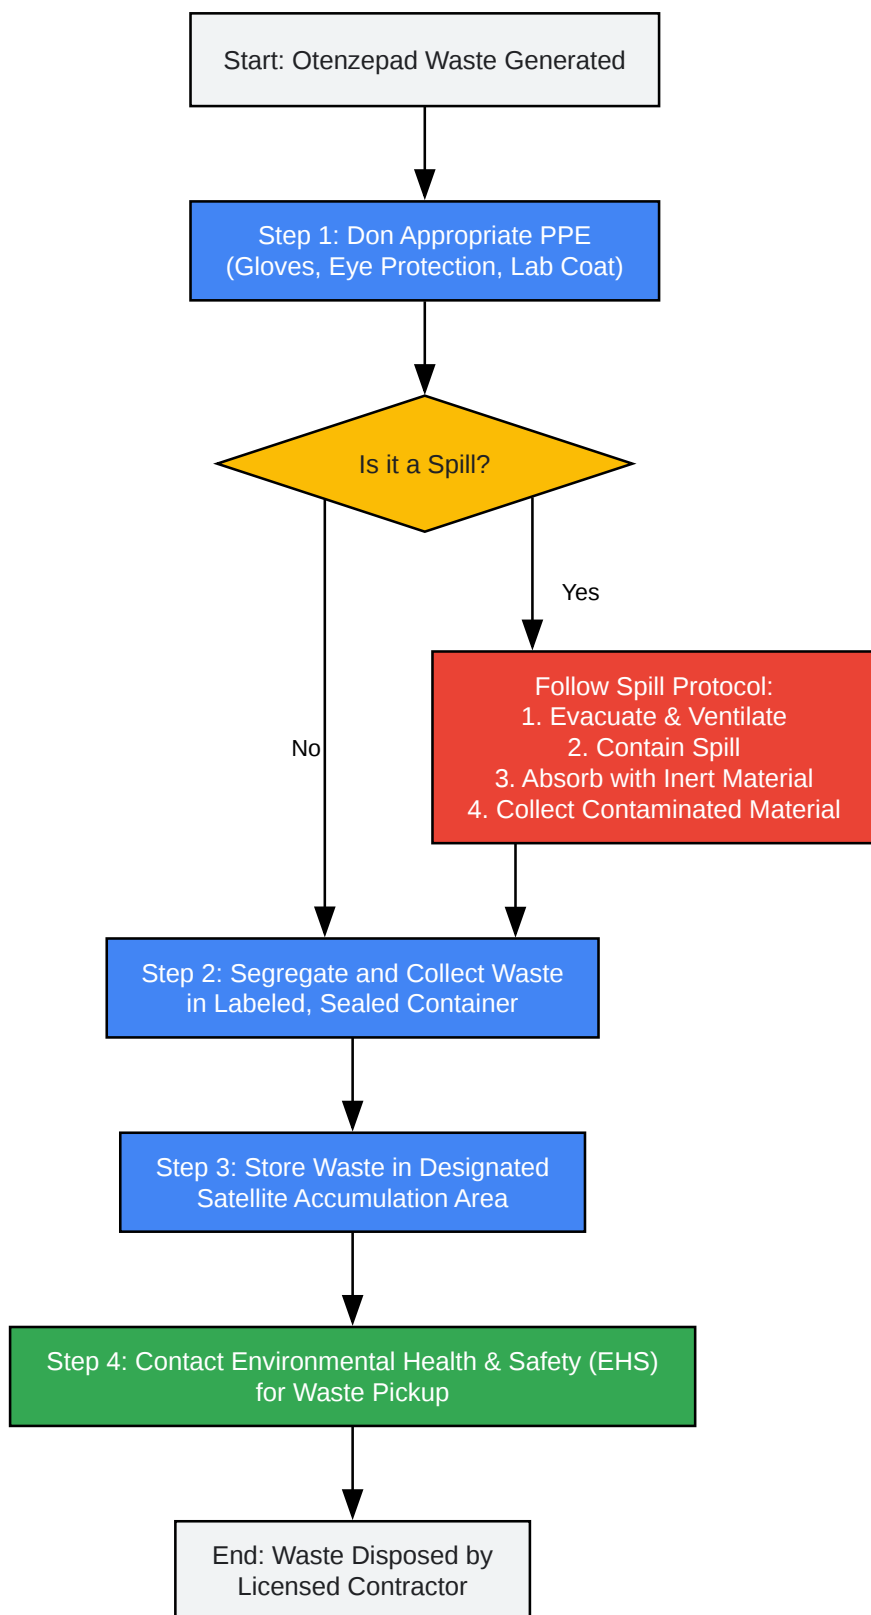 Start: Otenzepad Waste Generated
Step 1: Don Appropriate PPE
(Gloves, Eye Protection, Lab Coat)
Is it a Spill?
Yes
Follow Spill Protocol:
1. Evacuate & Ventilate
2. Contain Spill
3. Absorb with Inert Material
4. Collect Contaminated Material
No
Step 2: Segregate and Collect Waste
in Labeled, Sealed Container
Step 3: Store Waste in Designated
Satellite Accumulation Area
Step 4: Contact Environmental Health & Safety (EHS)
for Waste Pickup
End: Waste Disposed by
Licensed Contractor